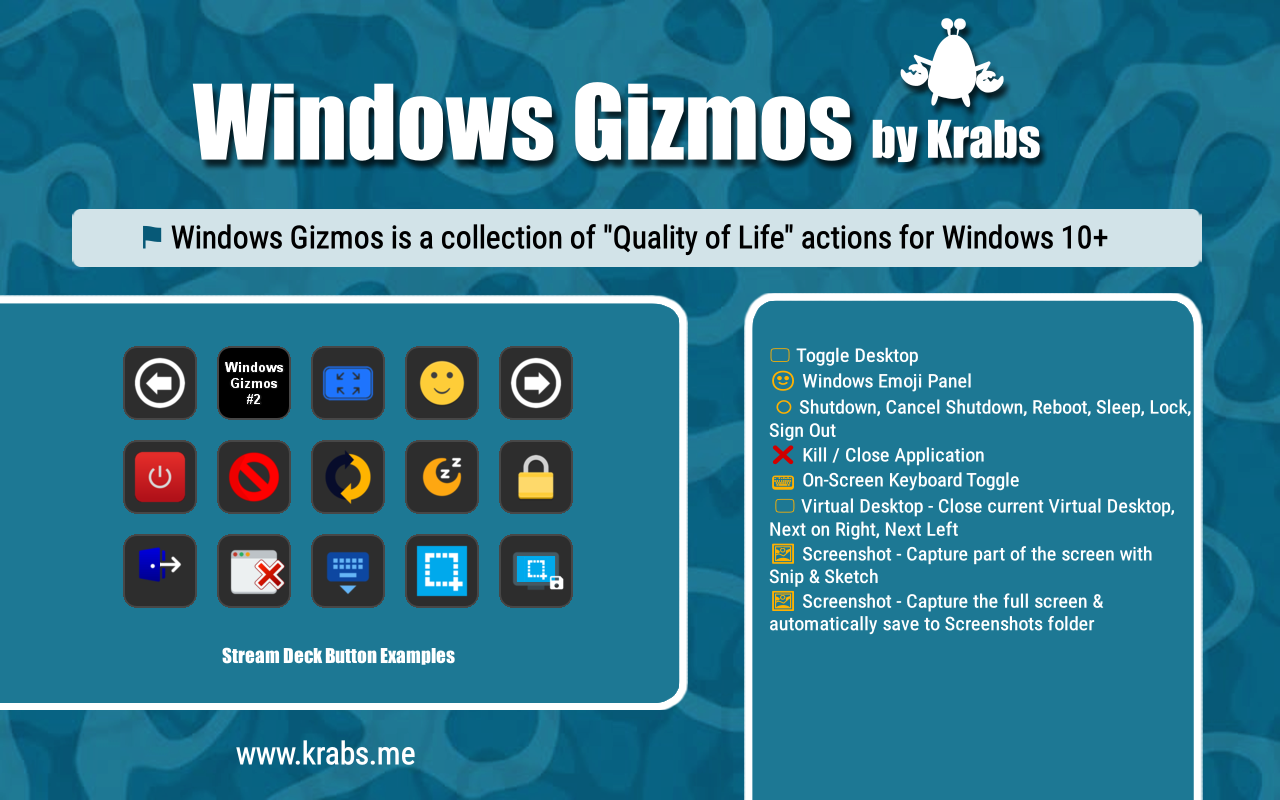 Windows Gizmos by Krabs
Windows Gizmos is a collection of "Quality of Life" actions for Windows 10+
Windows
Gizmos
#2
z z
Stream Deck Button Examples
www.krabs.me
Toggle Desktop
Windows Emoji Panel
Shutdown, Cancel Shutdown, Reboot, Sleep, Lock,
Sign Out
Kill / Close Application
On-Screen Keyboard Toggle
Virtual Desktop - Close current Virtual Desktop,
Next on Right, Next Left
Screenshot - Capture part of the screen with
Snip & Sketch
Screenshot - Capture the full screen &
automatically save to Screenshots folder